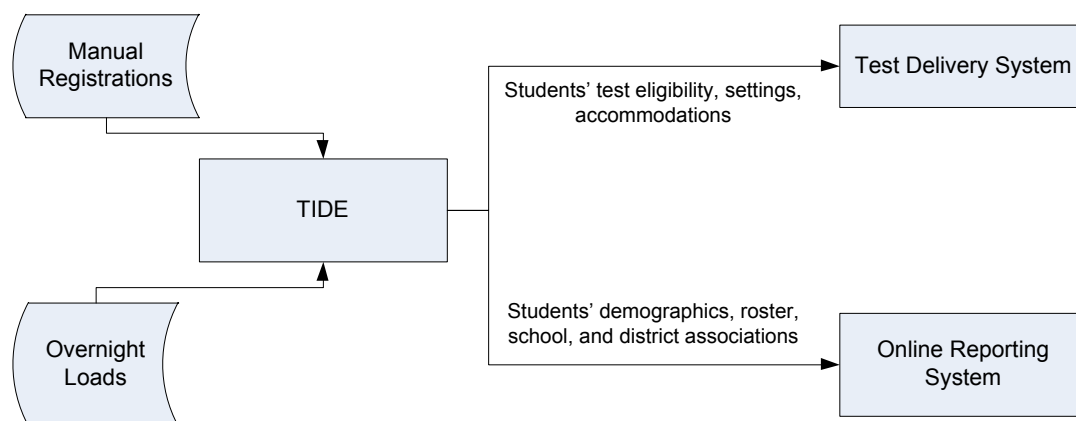 Manual
Registrations
Test Delivery System
Students’ test eligibility, settings,
accommodations
TIDE
Students’ demographics, roster,
school, and district associations
Overnight
Loads
Online Reporting
System